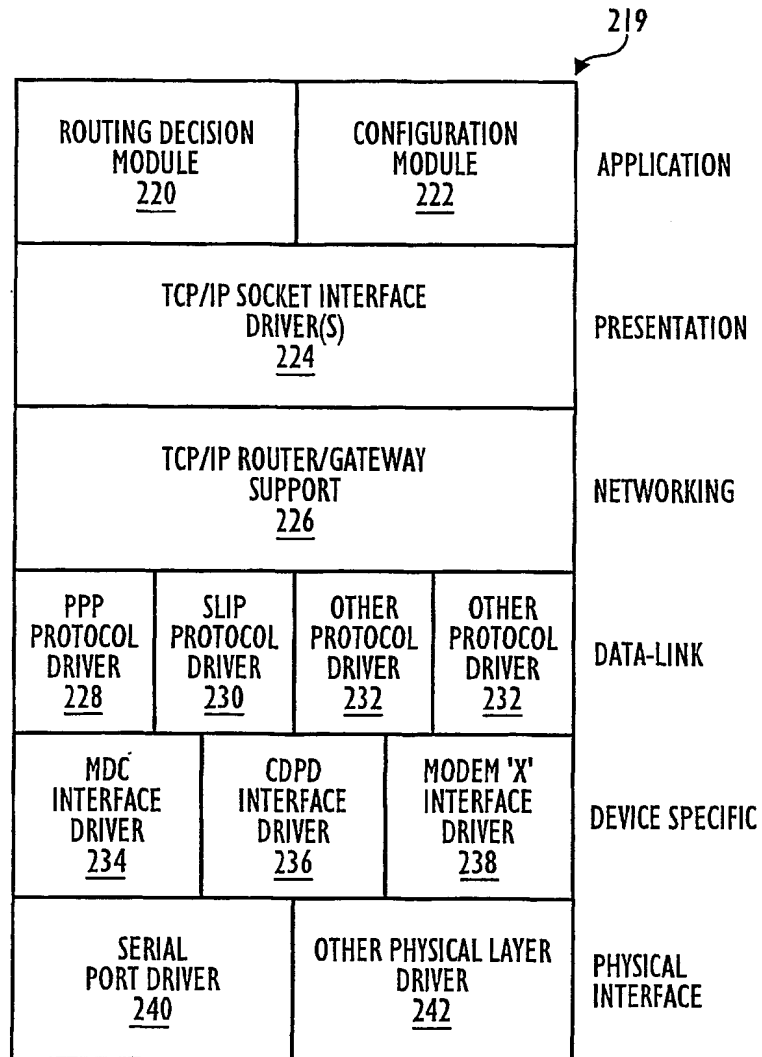 219
ROUTING DECISION
MODULE
220
CONFIGURATION
MODULE
222
APPLICATION
TCP/IP SOCKET INTERFACE
DRIVER(S)
224
PRESENTATION
TCP/IP ROUTER/GATEWAY
SUPPORT
226
NETWORKING
PPP
PROTOCOL
DRIVER
228
SLIP
PROTOCOL
DRIVER
230
OTHER
PROTOCOL
DRIVER
232
OTHER
PROTOCOL
DRIVER
232
DATA-LINK
MDC
INTERFACE
DRIVER
234
CDPD
INTERFACE
DRIVER
236
MODEM 'X'
INTERFACE
DRIVER
238
DEVICE SPECIFIC
SERIAL
PORT DRIVER
240
OTHER PHYSICAL LAYER
DRIVER
242
PHYSICAL
INTERFACE